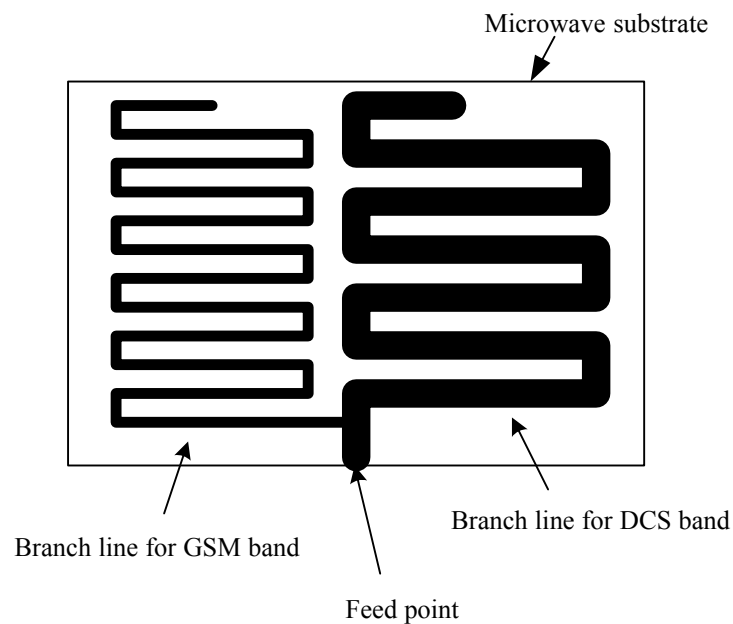 Microwave substrate
Branch line for DCS band
Branch line for GSM band
Feed point